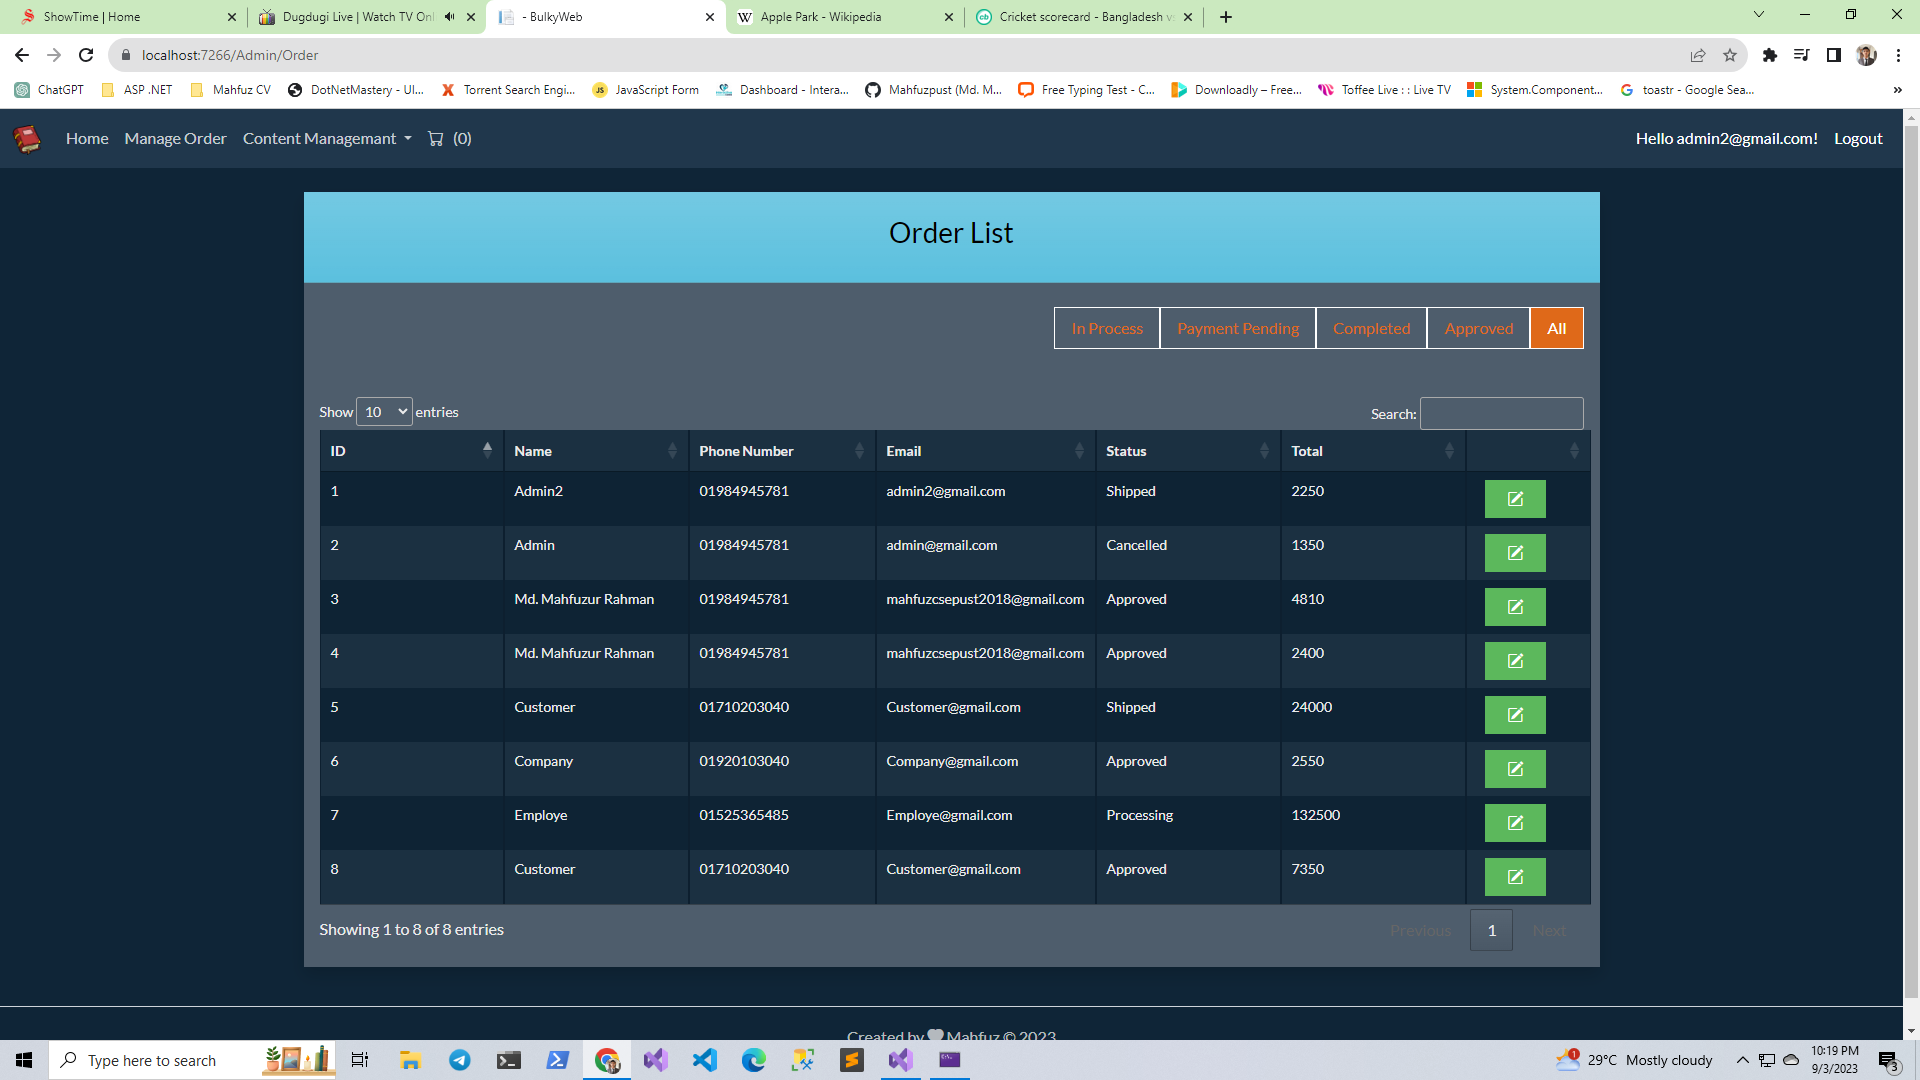 ShowTime | Home
Dugdugi Live | Watch TV Onl
- BulkyWeb
Apple Park - Wikipedia
Cricket scorecard - Bangladesh v
localhost:7266/Admin/Order
ChatGPT
ASP .NET
Mahfuz CV
DotNetMastery - Ul...
Torrent Search Engi...
JavaScript Form
Dashboard - Intera...
Mahfuzpust (Md. M...
Free Typing Test - C...
Downloadly – Free...
Toffee Live : : Live TV
System.Component...
toastr - Google Sea...
»
Home
Manage Order
Content Managemant
(0)
Hello admin2@gmail.com!
Logout
Order List
In Process
Payment Pending
Completed
Approved
All
Show 10 entries
Search:
ID Name Phone Number Email Status Total
1 Admin2 01984945781 admin2@gmail.com Shipped 2250
2 Admin 01984945781 admin@gmail.com Cancelled 1350
3 Md. Mahfuzur Rahman 01984945781 mahfuzcsepust2018@gmail.com Approved 4810
4 Md. Mahfuzur Rahman 01984945781 mahfuzcsepust2018@gmail.com Approved 2400
5 Customer 01710203040 Customer@gmail.com Shipped 24000
6 Company 01920103040 Company@gmail.com Approved 2550
7 Employe 01525365485 Employe@gmail.com Processing 132500
8 Customer 01710203040 Customer@gmail.com Approved 7350
Showing 1 to 8 of 8 entries
Previous 1 Next
Created by Mahfuz © 2023
Type here to search
1
29°C Mostly cloudy
10:19 PM
9/3/2023
3